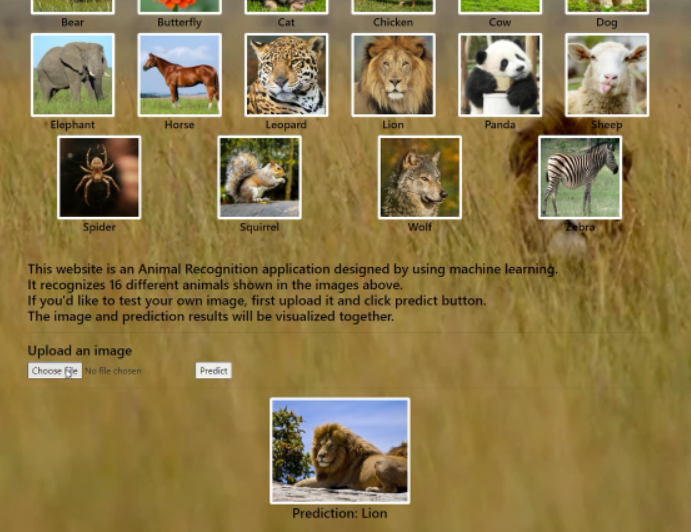 Bear Butterfly Cat Chicken Cow Dog
Elephant Horse Leopard Lion Panda Sheep
Spider Squirrel Wolf Zebra
This website is an Animal Recognition application designed by using machine learning.
It recognizes 16 different animals shown in the images above.
If you'd like to test your own image, first upload it and click predict button.
The image and prediction results will be visualized together.
Upload an image
Choose File No file chosen Predict
Prediction: Lion